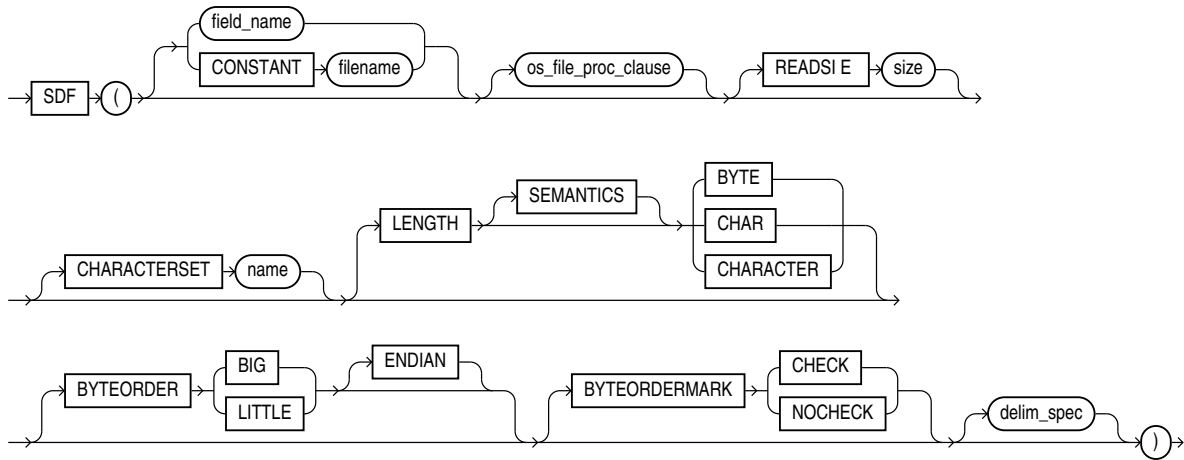 field_name
CONSTANT filename os_file_proc_clause READSI E size
SDF (
SEMANTICS BYTE
LENGTH CHAR
CHARACTERSET name CHARACTER
BIG ENDIAN CHECK
BYTEORDER BYTEORDERMARK
LITTLE NOCHECK delim_spec
)